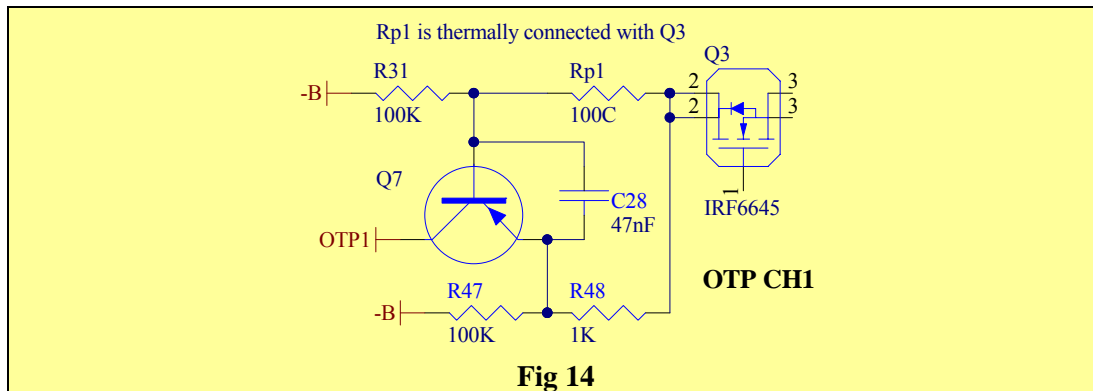 Rp1 is thermally connected with Q3
Q3
R31
Rp1
-B
100K
100C
2
3
2
3
Q7
C28
47nF
1
IRF6645
OTP1
OTP CH1
R47
R48
-B
100K
1K
Fig 14